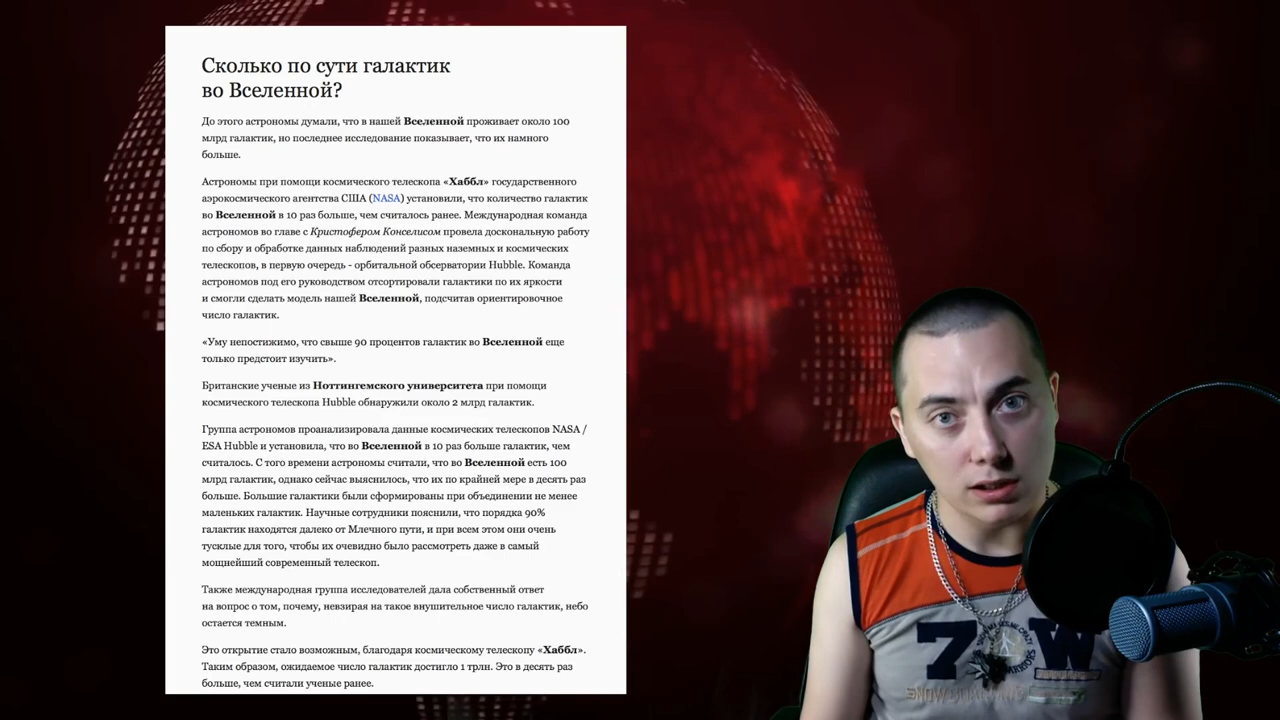 Сколько по сути галактик
во Вселенной?
До этого астрономы думали, что в нашей Вселенной проживает около 100
млрд галактик, но последнее исследование показывает, что их намного
больше.
Астрономы при помощи космического телескопа «Хаббл» государственного
аэрокосмического агентства США (NASA) установили, что количество галактик
во Вселенной в 10 раз больше, чем считалось ранее. Международная команда
астрономов во главе с Кристофером Конселисом провела доскональную работу
по сбору и обработке данных наблюдений разных наземных и космических
телескопов, в первую очередь - орбитальной обсерватории Hubble. Команда
астрономов под его руководством отсортировали галактики по их яркости
и смогли сделать модель нашей Вселенной, подсчитав ориентировочное
число галактик.
«Уму непостижимо, что свыше 90 процентов галактик во Вселенной еще
только предстоит изучить».
Британские ученые из Ноттингемского университета при помощи
космического телескопа Hubble обнаружили около 2 млрд галактик.
Группа астрономов проанализировала данные космических телескопов NASA /
ESA Hubble и установила, что во Вселенной в 10 раз больше галактик, чем
считалось. С того времени астрономы считали, что во Вселенной есть 100
млрд галактик, однако сейчас выяснилось, что их по крайней мере в десять раз
больше. Большие галактики были сформированы при объединении не менее
маленьких галактик. Научные сотрудники пояснили, что порядка 90%
галактик находятся далеко от Млечного пути, и при всем этом они очень
тусклые для того, чтобы их очевидно было рассмотреть даже в самый
мощнейший современный телескоп.
Также международная группа исследователей дала собственный ответ
на вопрос о том, почему, невзирая на такое внушительное число галактик, небо
остается темным.
Это открытие стало возможным, благодаря космическому телескопу «Хаббл».
Таким образом, ожидаемое число галактик достигло 1 трлн. Это в десять раз
больше, чем считали ученые ранее.
7 W